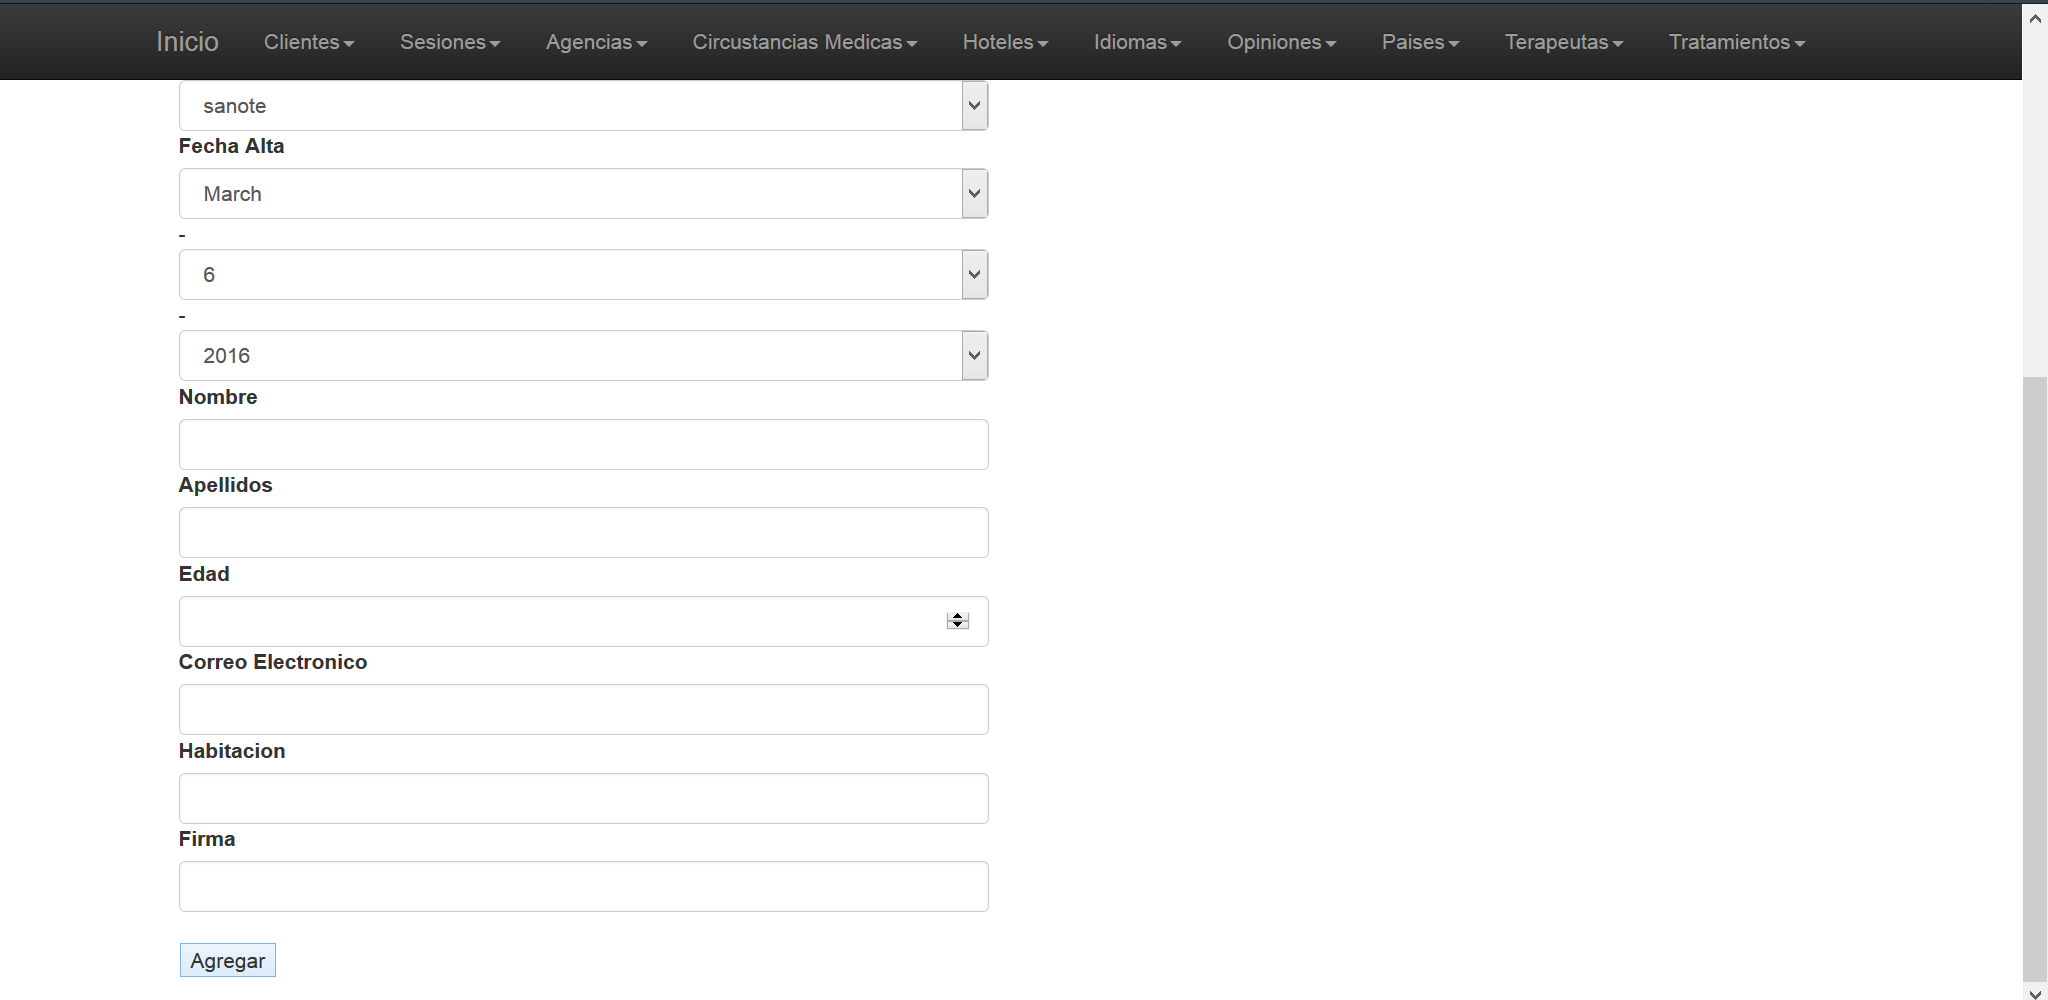 Inicio Clientes Sesiones Agencias Circustancias Medicas Hoteles Idiomas Opiniones Paises Terapeutas Tratamientos
sanote
Fecha Alta
March
-
6
-
2016
Nombre
Apellidos
Edad
Correo Electronico
Habitacion
Firma
Agregar